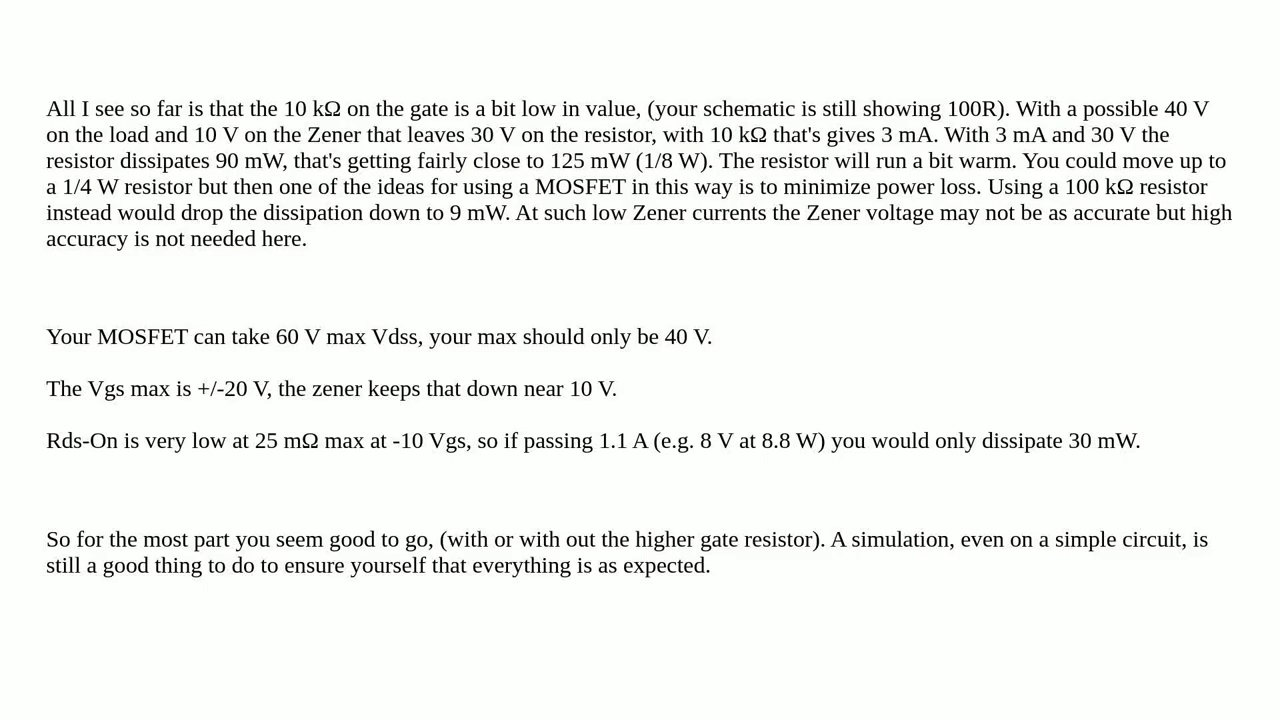 All I see so far is that the 10 kΩ on the gate is a bit low in value, (your schematic is still showing 100R). With a possible 40 V
on the load and 10 V on the Zener that leaves 30 V on the resistor, with 10 kΩ that's gives 3 mA. With 3 mA and 30 V the
resistor dissipates 90 mW, that's getting fairly close to 125 mW (1/8 W). The resistor will run a bit warm. You could move up to
a 1/4 W resistor but then one of the ideas for using a MOSFET in this way is to minimize power loss. Using a 100 kΩ resistor
instead would drop the dissipation down to 9 mW. At such low Zener currents the Zener voltage may not be as accurate but high
accuracy is not needed here.
Your MOSFET can take 60 V max Vdss, your max should only be 40 V.
The Vgs max is +/-20 V, the zener keeps that down near 10 V.
Rds-On is very low at 25 mΩ max at -10 Vgs, so if passing 1.1 A (e.g. 8 V at 8.8 W) you would only dissipate 30 mW.
So for the most part you seem good to go, (with or with out the higher gate resistor). A simulation, even on a simple circuit, is
still a good thing to do to ensure yourself that everything is as expected.